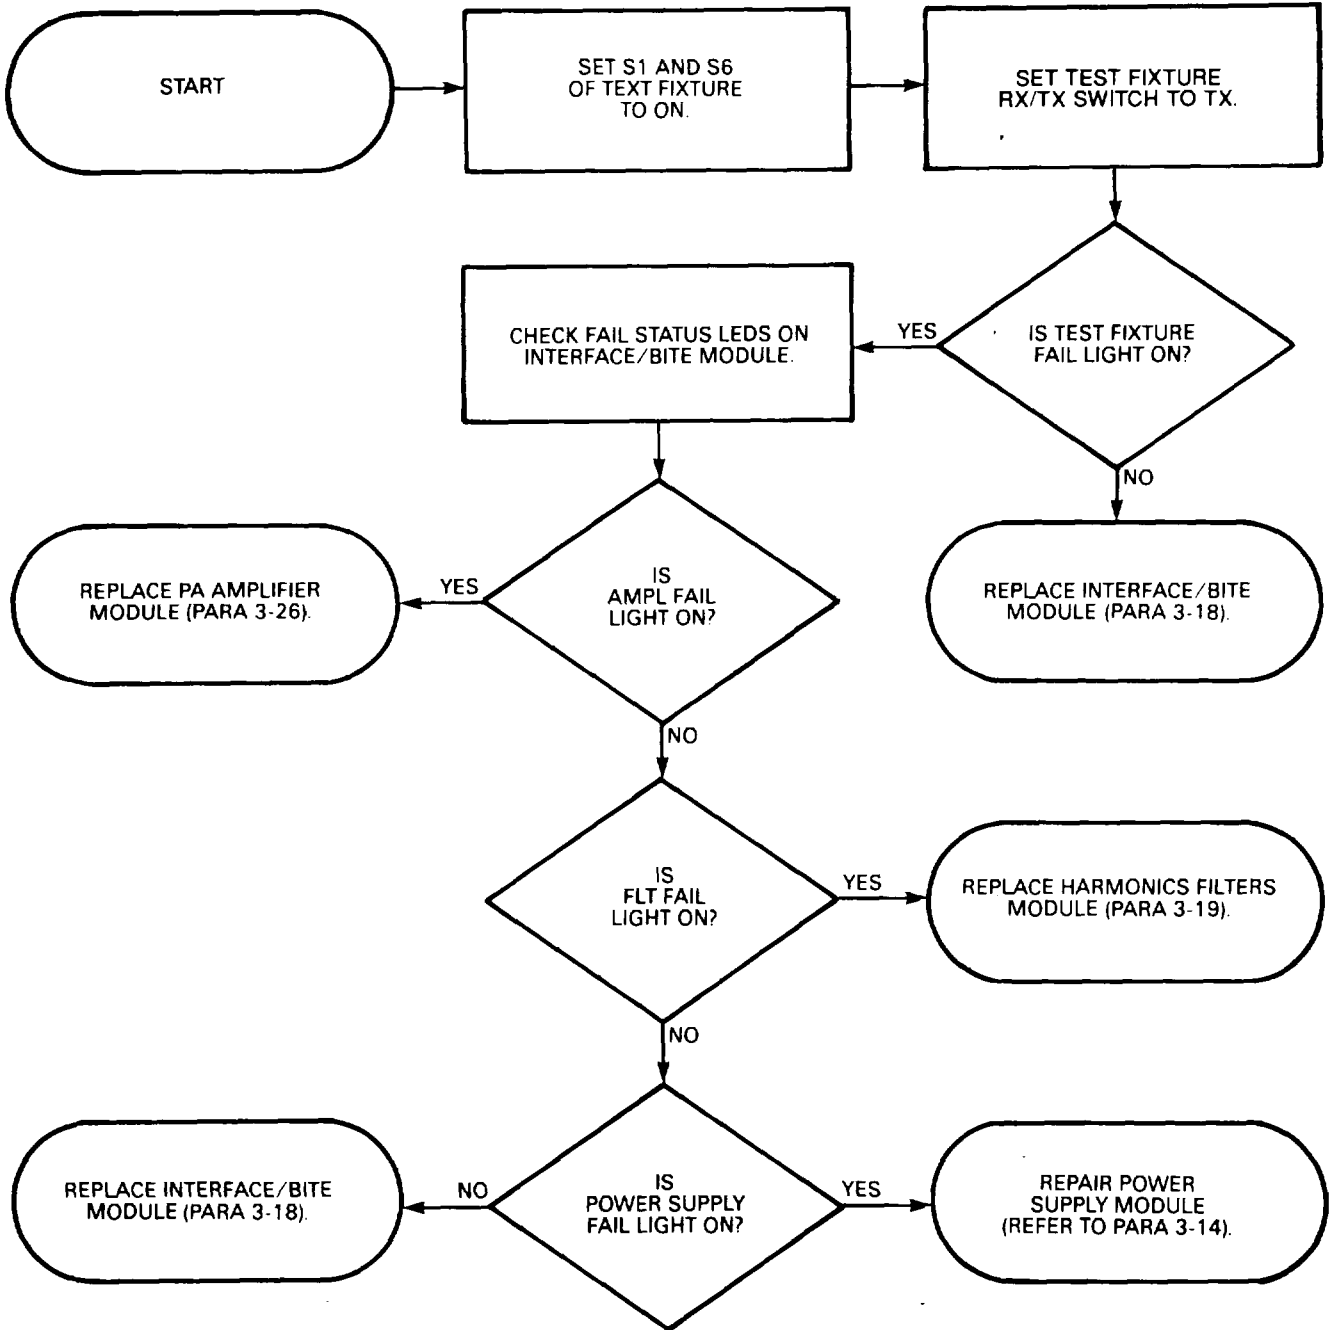 START
SET S1 AND S6
OF TEXT FIXTURE
TO ON.
SET TEST FIXTURE
RX/TX SWITCH TO TX.
IS TEST FIXTURE
FAIL LIGHT ON?
YES
NO
CHECK FAIL STATUS LEDS ON
INTERFACE/BITE MODULE.
REPLACE INTERFACE/BITE
MODULE (PARA 3-18).
IS
AMPL FAIL
LIGHT ON?
YES
REPLACE PA AMPLIFIER
MODULE (PARA 3-26).
NO
IS
FLT FAIL
LIGHT ON?
YES
REPLACE HARMONICS FILTERS
MODULE (PARA 3-19).
NO
IS
POWER SUPPLY
FAIL LIGHT ON?
NO
REPLACE INTERFACE/BITE
MODULE (PARA 3-18).
YES
REPAIR POWER
SUPPLY MODULE
(REFER TO PARA 3-14).